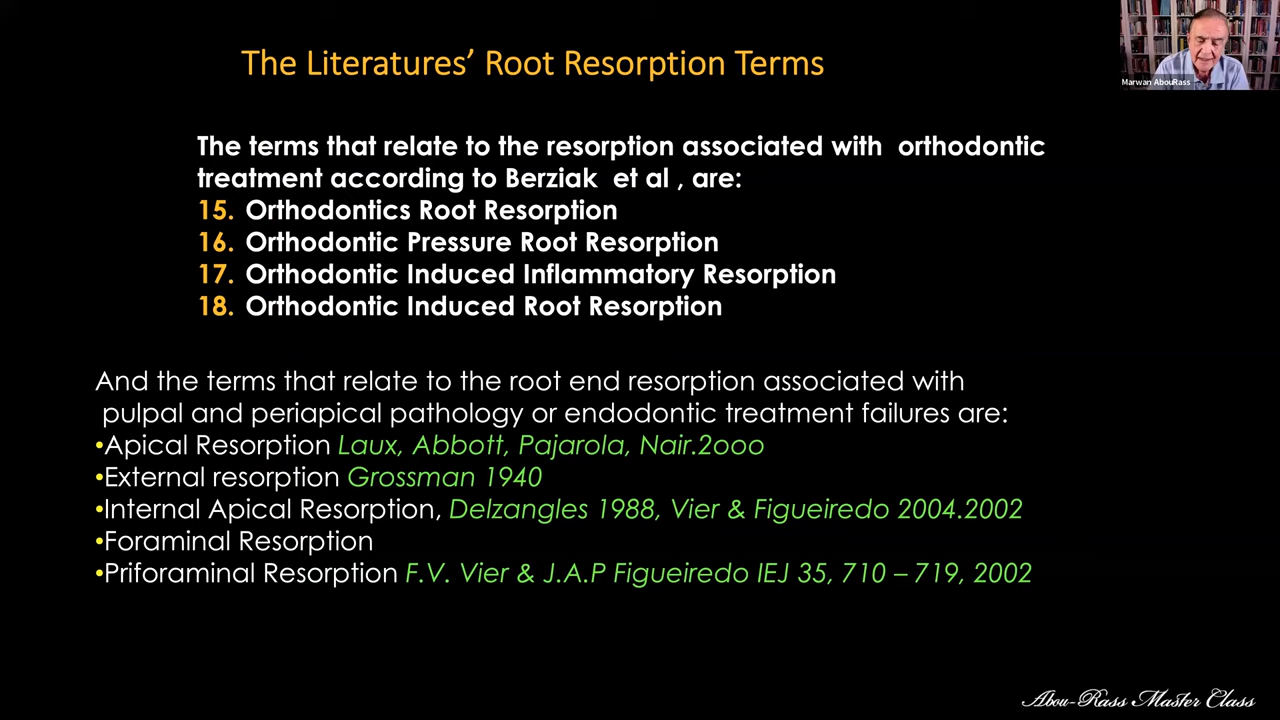 The Literatures’ Root Resorption Terms
Marwan AbouRass
The terms that relate to the resorption associated with orthodontic
treatment according to Berziak et al , are:
15. Orthodontics Root Resorption
16. Orthodontic Pressure Root Resorption
17. Orthodontic Induced Inflammatory Resorption
18. Orthodontic Induced Root Resorption
And the terms that relate to the root end resorption associated with
pulpal and periapical pathology or endodontic treatment failures are:
•Apical Resorption Laux, Abbott, Pajarola, Nair.2ooo
•External resorption Grossman 1940
•Internal Apical Resorption, Delzangles 1988, Vier & Figueiredo 2004.2002
•Foraminal Resorption
•Priforaminal Resorption F.V. Vier & J.A.P Figueiredo IEJ 35, 710 – 719, 2002
Abou-Rass Master Class